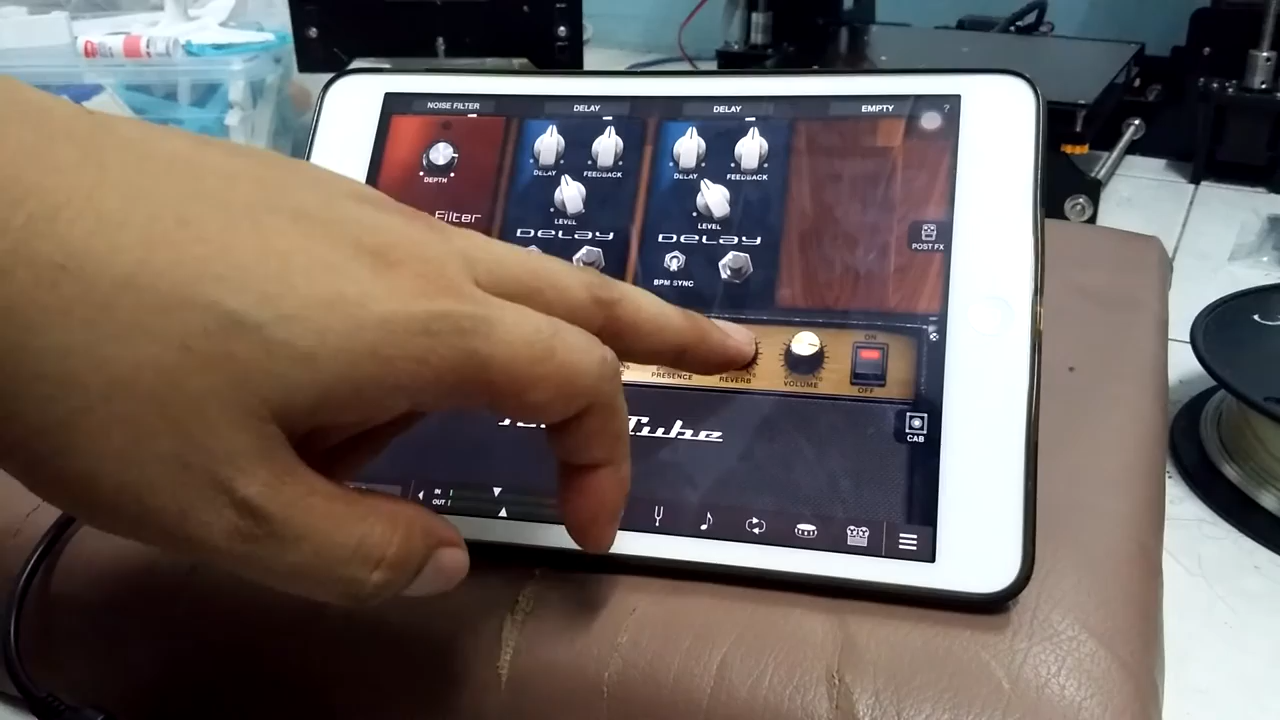 NOISE FILTER
DELAY
DELAY
EMPTY
?
DEPTH
DELAY
FEEDBACK
DELAY
FEEDBACK
LEVEL
LEVEL
Filter
DELAY
DELAY
BPM SYNC
POST FX
ON
PRESENCE
REVERB
VOLUME
OFF
Tube
CAB
IN
OUT